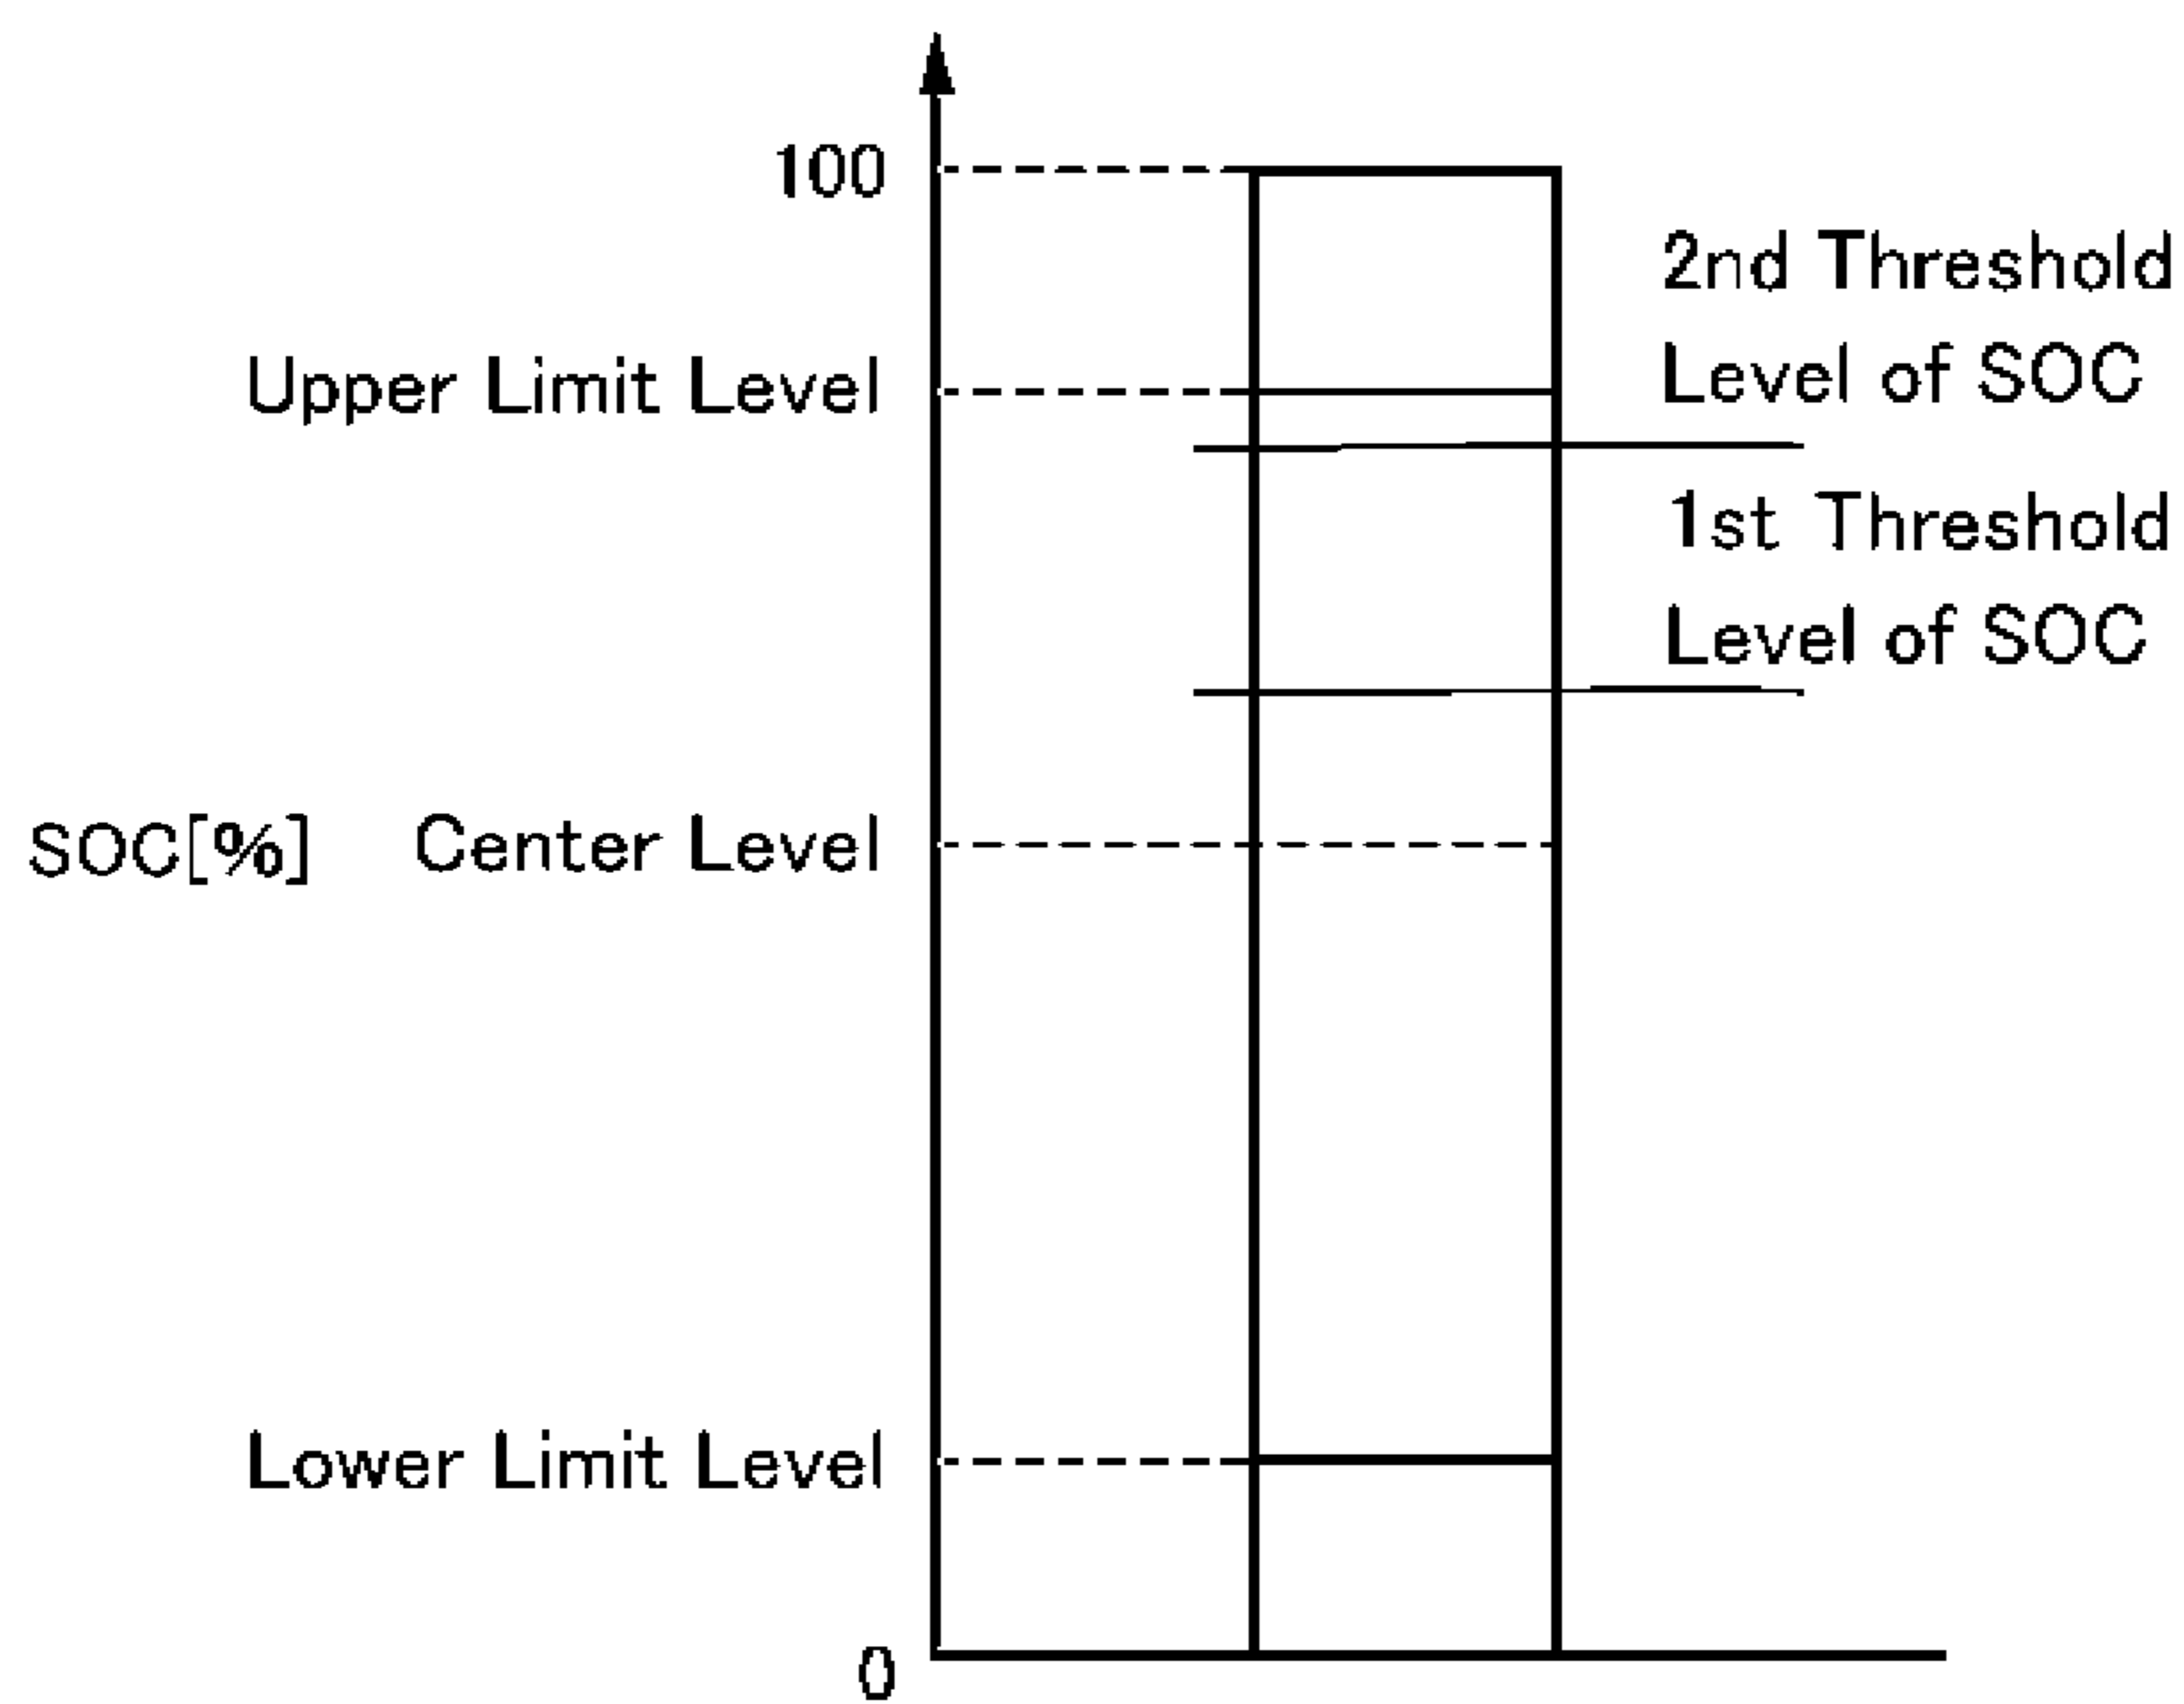 100
2nd Threshold
Level of SOC
Upper Limit Level
1st Threshold
Level of SOC
SOC[%]
Center Level
Lower Limit Level
0